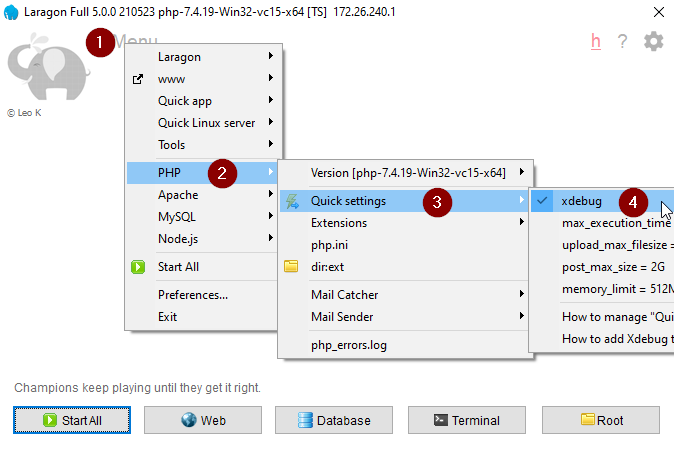 Laragon Full 5.0.0 210523 php-7.4.19-Win32-vc15-x64 [TS] 172.26.240.1
1
Menu
h
?
© Leo K
Laragon
www
Quick app
Quick Linux server
Tools
PHP
2
Apache
MySQL
Node.js
Start All
Preferences...
Exit
Version [php-7.4.19-Win32-vc15-x64]
Quick settings
3
Extensions
php.ini
dir:ext
Mail Catcher
Mail Sender
php_errors.log
xdebug
4
max_execution_time
upload_max_filesize =
post_max_size = 2G
memory_limit = 512M
How to manage "Qui
How to add Xdebug t
Champions keep playing until they get it right.
Start All
Web
Database
Terminal
Root